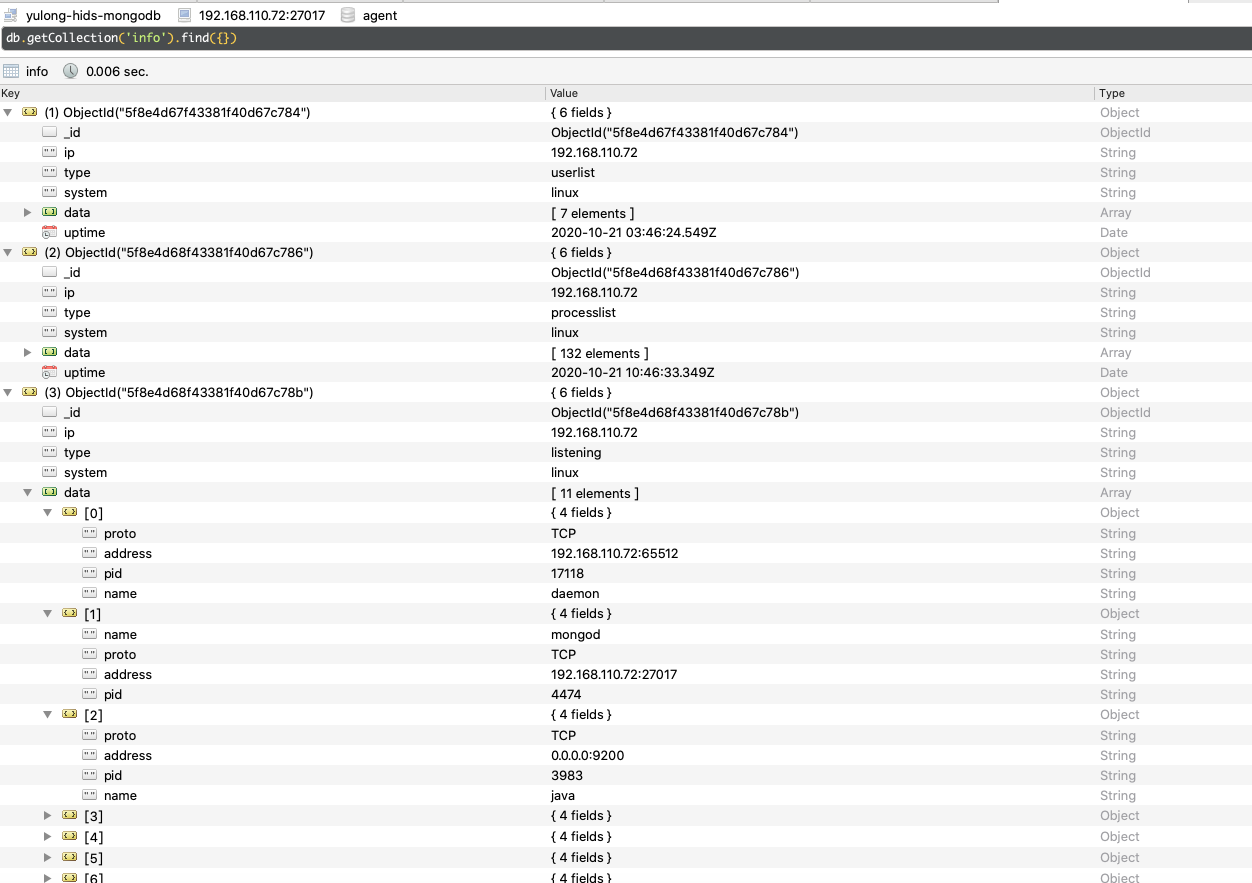 yulong-hids-mongodb 192.168.110.72:27017 agent
db.getCollection('info').find({})
info 0.006 sec.
Key Value Type
(1) ObjectId("5f8e4d67f43381f40d67c784") { 6 fields } Object
_id ObjectId("5f8e4d67f43381f40d67c784") ObjectId
ip 192.168.110.72 String
type userlist String
system linux String
data [ 7 elements ] Array
uptime 2020-10-21 03:46:24.549Z Date
(2) ObjectId("5f8e4d68f43381f40d67c786") { 6 fields } Object
_id ObjectId("5f8e4d68f43381f40d67c786") ObjectId
ip 192.168.110.72 String
type processlist String
system linux String
data [ 132 elements ] Array
uptime 2020-10-21 10:46:33.349Z Date
(3) ObjectId("5f8e4d68f43381f40d67c78b") { 6 fields } Object
_id ObjectId("5f8e4d68f43381f40d67c78b") ObjectId
ip 192.168.110.72 String
type listening String
system linux String
data [ 11 elements ] Array
[0] { 4 fields } Object
proto TCP String
address 192.168.110.72:65512 String
pid 17118 String
name daemon String
[1] { 4 fields } Object
name mongod String
proto TCP String
address 192.168.110.72:27017 String
pid 4474 String
[2] { 4 fields } Object
proto TCP String
address 0.0.0.0:9200 String
pid 3983 String
name java String
[3] { 4 fields } Object
[4] { 4 fields } Object
[5] { 4 fields } Object
[6] { 4 fields } Object